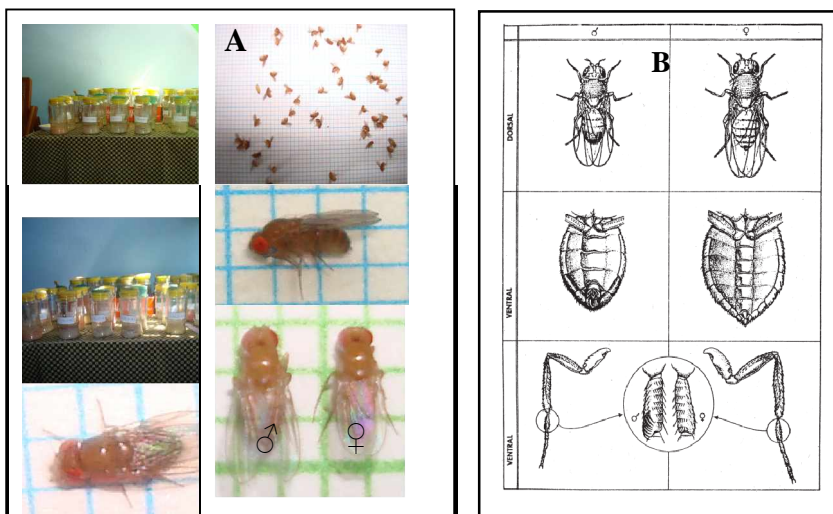 A
♂ ♀
♂ ♀
B
DORSAL
VENTRAL
♂ ♀
VENTRAL